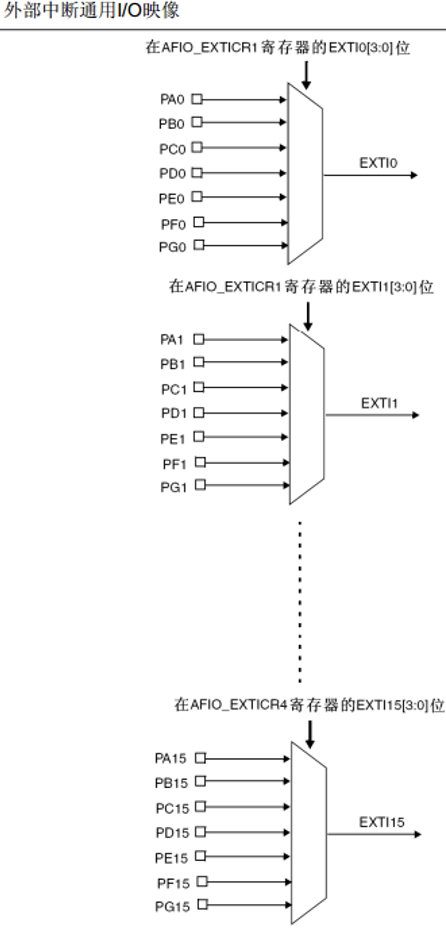 外部中断通用I/O映像
在AFIO_EXTICR1寄存器的EXTI0[3:0]位
PA0
PB0
PC0
EXTI0
PD0
PE0
PF0
PG0
在AFIO_EXTICR1寄存器的EXTI1[3:0]位
PA1
PB1
PC1
EXTI1
PD1
PE1
PF1
PG1
在AFIO_EXTICR4寄存器的EXTI15[3:0]位
PA15
PB15
PC15
EXTI15
PD15
PE15
PF15
PG15